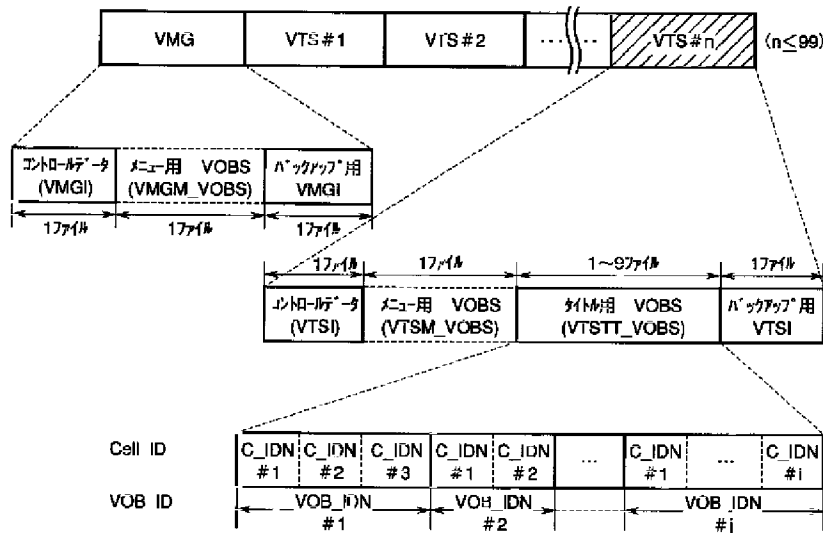 VMG VTS#1 VTS#2 ...... VTS#n (n≤99)
コントロールデータ メニュー用 VOBS バックアップ用
(VMGI) (VMGM_VOBS) VMGI
1ファイル 1ファイル 1ファイル
1ファイル 1ファイル 1〜9ファイル 1ファイル
コントロールデータ メニュー用 VOBS タイトル用 VOBS バックアップ用
(VTSI) (VTSM_VOBS) (VTSTT_VOBS) VTSI
Cell ID C_IDN C_IDN C_IDN C_IDN C_IDN ... C_IDN ... C_IDN
#1 #2 #3 #1 #2 #1 #i
VOB ID VOB_IDN VOB_IDN VOB_IDN
#1 #2 #j